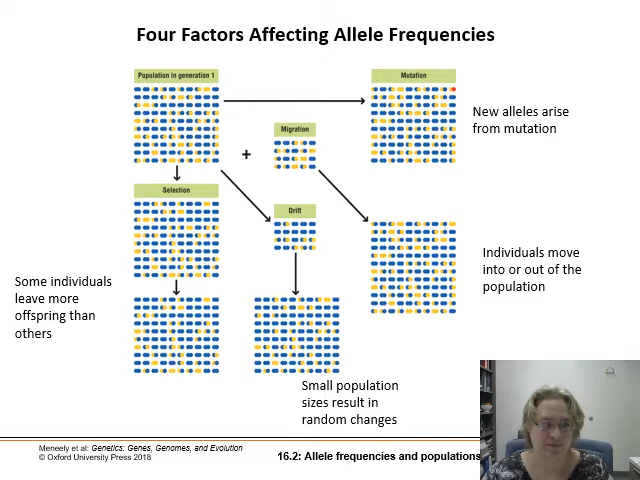 Four Factors Affecting Allele Frequencies
Population in generation 1
Mutation
New alleles arise
from mutation
Migration
+
Selection
Drift
Individuals move
into or out of the
population
Some individuals
leave more
offspring than
others
Small population
sizes result in
random changes
Meneely et al: Genetics: Genes, Genomes, and Evolution
© Oxford University Press 2018
16.2: Allele frequencies and populations